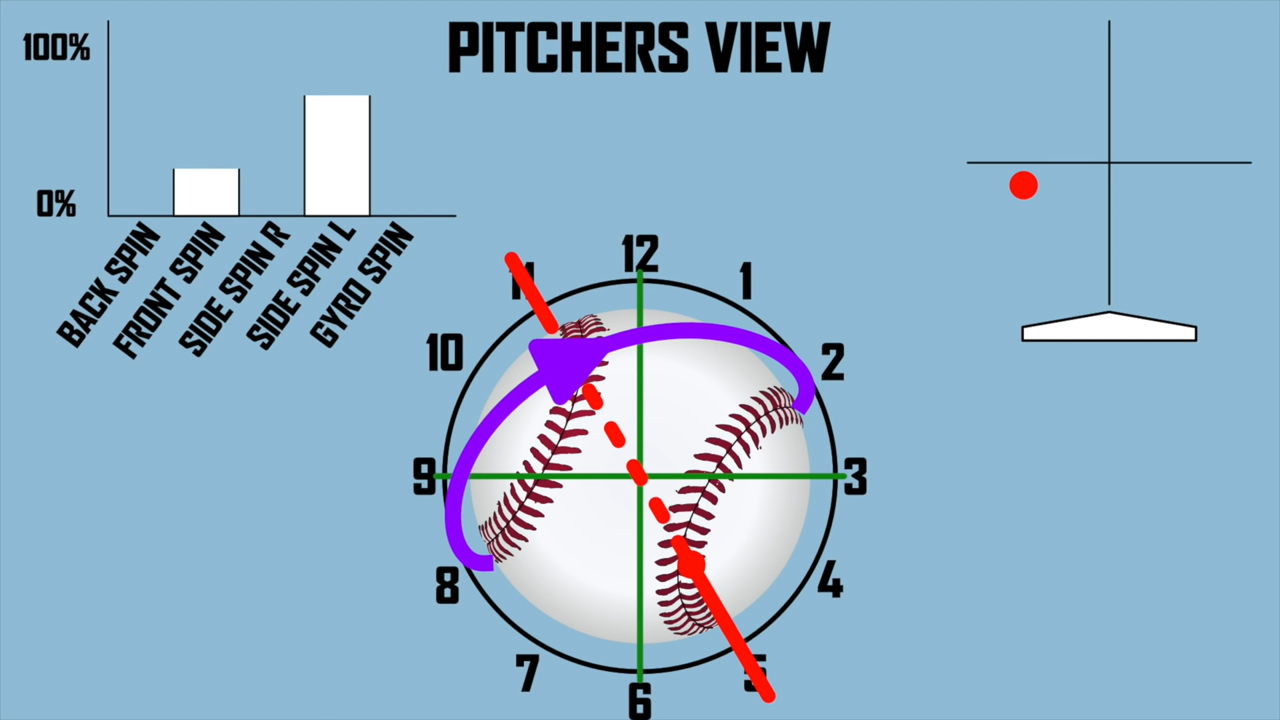 PITCHERS VIEW
100%
0%
BACK SPIN
FRONT SPIN
SIDE SPIN R
SIDE SPIN L
GYRO SPIN
12
11
1
10
2
9
3
8
4
7
5
6